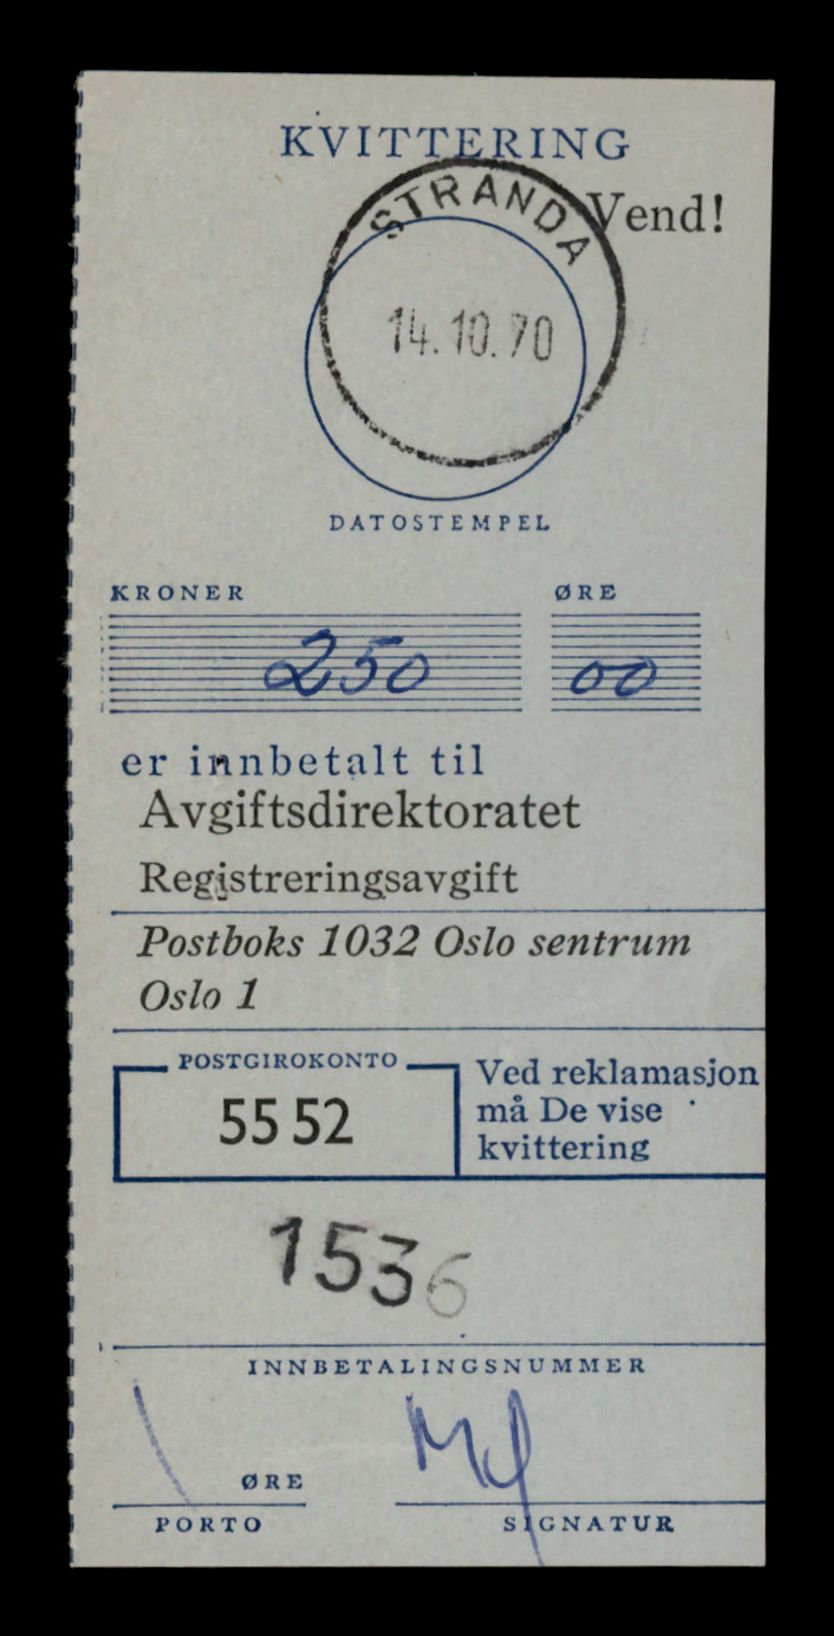 KVITTERING
STRANDA
Vend!
14.10.70
DATOSTEMPEL
KRONER ØRE
250 00
er innbetalt til
Avgiftsdirektoratet
Registreringsavgift
Postboks 1032 Oslo sentrum
Oslo 1
POSTGIROKONTO
55 52
Ved reklamasjon
må De vise
kvittering
1536
INNBETALINGSNUMMER
ØRE
PORTO
SIGNATUR